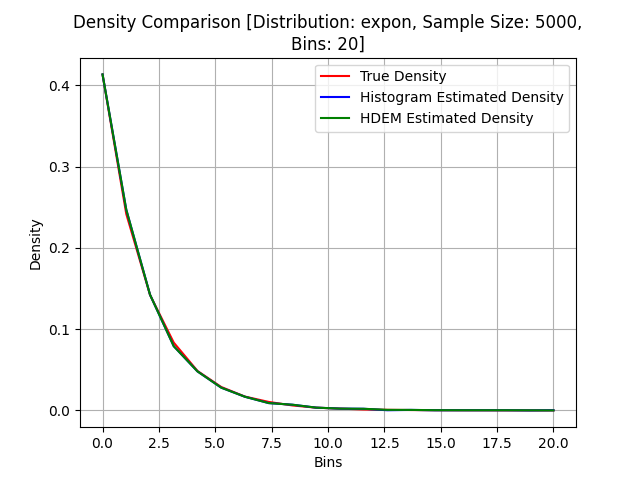 Density Comparison [Distribution: expon, Sample Size: 5000,
Bins: 20]
True Density
Histogram Estimated Density
HDEM Estimated Density
Density
0.4
0.3
0.2
0.1
0.0
0.0 2.5 5.0 7.5 10.0 12.5 15.0 17.5 20.0
Bins